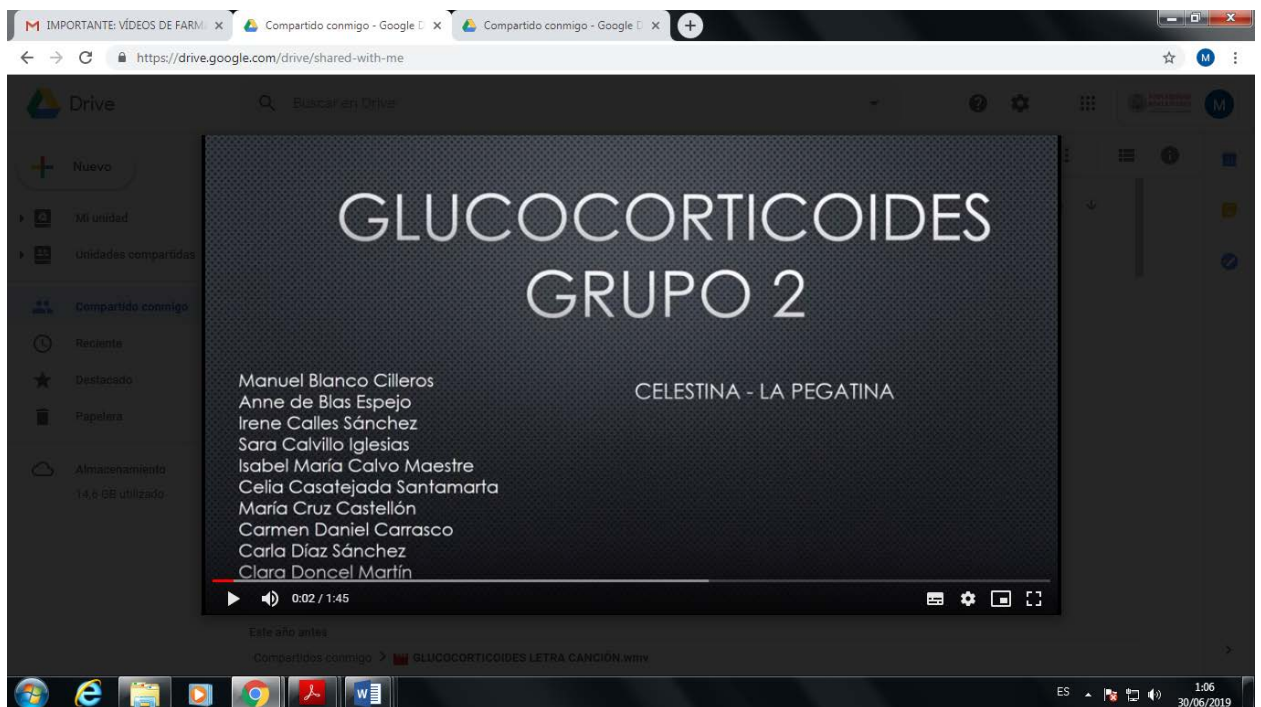 IMPORTANTE: VÍDEOS DE FARM
Compartido conmigo - Google D
Compartido conmigo - Google D
https://drive.google.com/drive/shared-with-me
M
Drive
Buscar en Drive
M
Nuevo
Mi unidad
Unidades compartidas
Compartido conmigo
Reciente
Destacado
Papelera
Almacenamiento
14,6 GB utilizado
GLUCOCORTICOIDES
GRUPO 2
Manuel Blanco Cilleros
Anne de Blas Espejo
Irene Calles Sánchez
Sara Calvillo Iglesias
Isabel María Calvo Maestre
Celia Casatejada Santamarta
María Cruz Castellón
Carmen Daniel Carrasco
Carla Díaz Sánchez
Clara Doncel Martín
CELESTINA - LA PEGATINA
0:02 / 1:45
Este año antes
Compartidos conmigo > GLUCOCORTICOIDES LETRA CANCIÓN.wmv
ES
1:06
30/06/2019